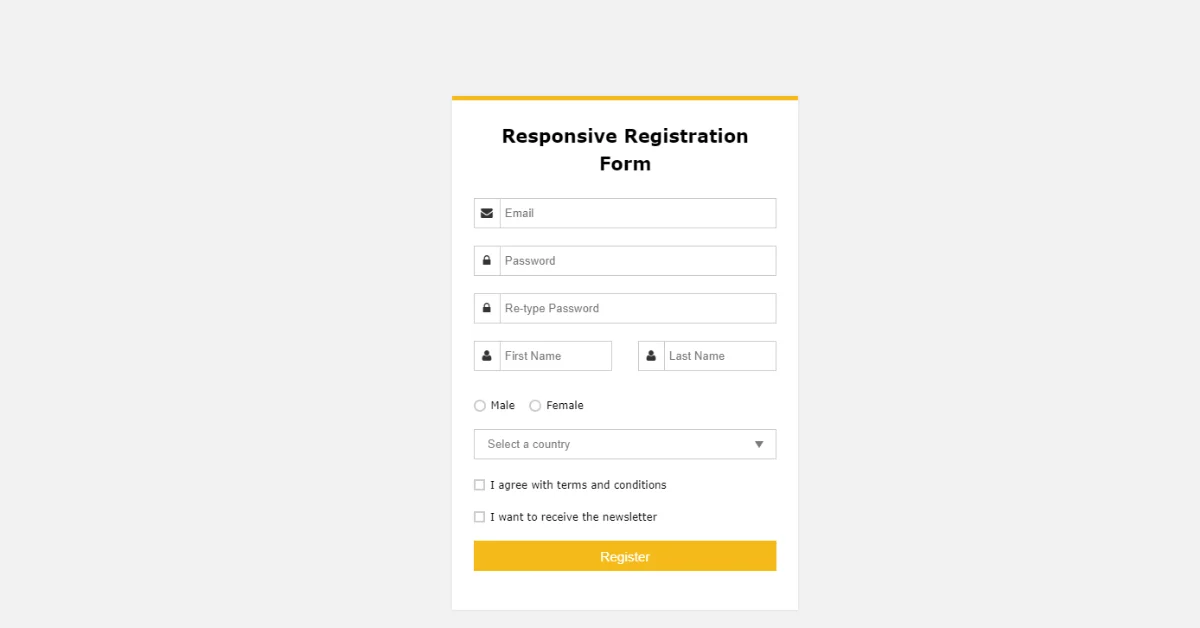 Responsive Registration
Form
Email
Password
Re-type Password
First Name Last Name
Male Female
Select a country
I agree with terms and conditions
I want to receive the newsletter
Register